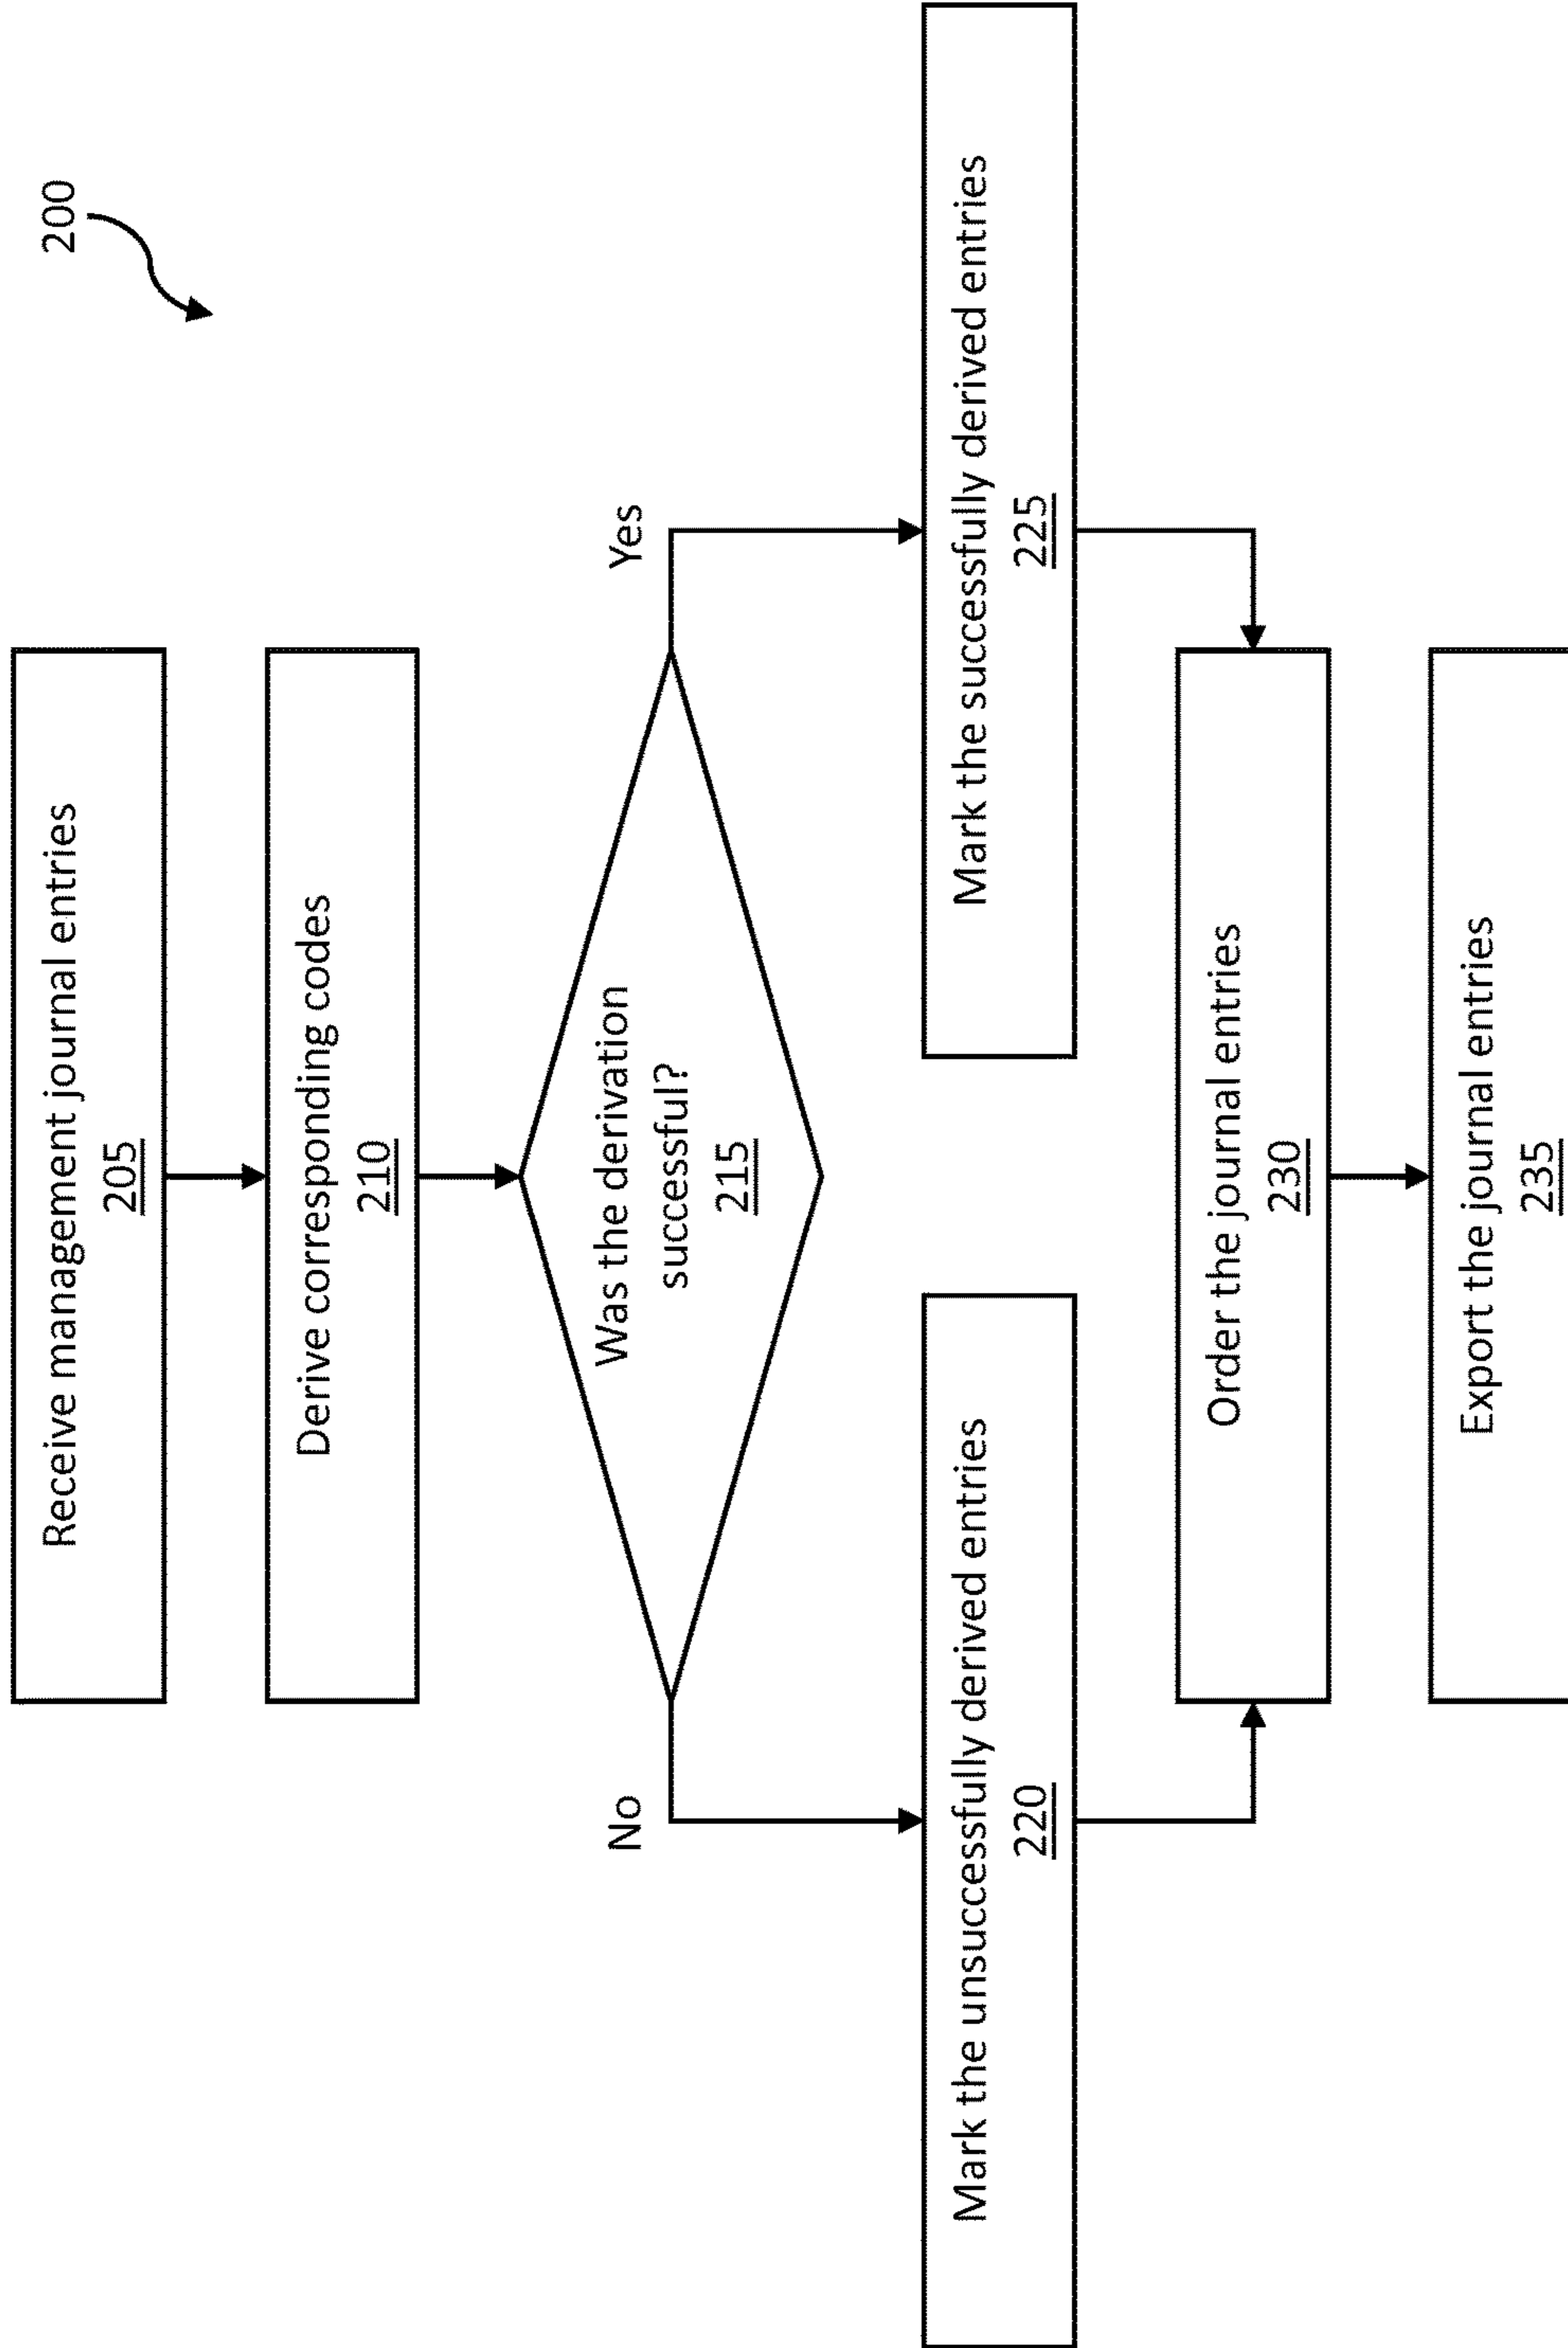 200
Receive management journal entries
205
Derive corresponding codes
210
Was the derivation
successful?
215
No
Yes
Mark the unsuccessfully derived entries
220
Mark the successfully derived entries
225
Order the journal entries
230
Export the journal entries
235